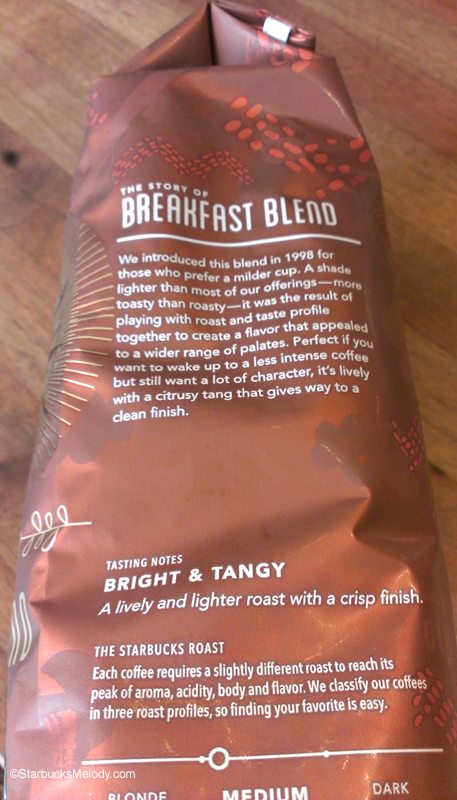 THE STORY OF
BREAKFAST BLEND
We introduced this blend in 1998 for
those who prefer a milder cup. A shade
lighter than most of our offerings—more
toasty than roasty—it was the result of
playing with roast and taste profile
together to create a flavor that appealed
to a wider range of palates. Perfect if you
want to wake up to a less intense coffee
but still want a lot of character, it's lively
with a citrusy tang that gives way to a
clean finish.
TASTING NOTES
BRIGHT & TANGY
A lively and lighter roast with a crisp finish.
THE STARBUCKS ROAST
Each coffee requires a slightly different roast to reach its
peak of aroma, acidity, body and flavor. We classify our coffees
in three roast profiles, so finding your favorite is easy.
BLONDE MEDIUM DARK
©StarbucksMelody.com